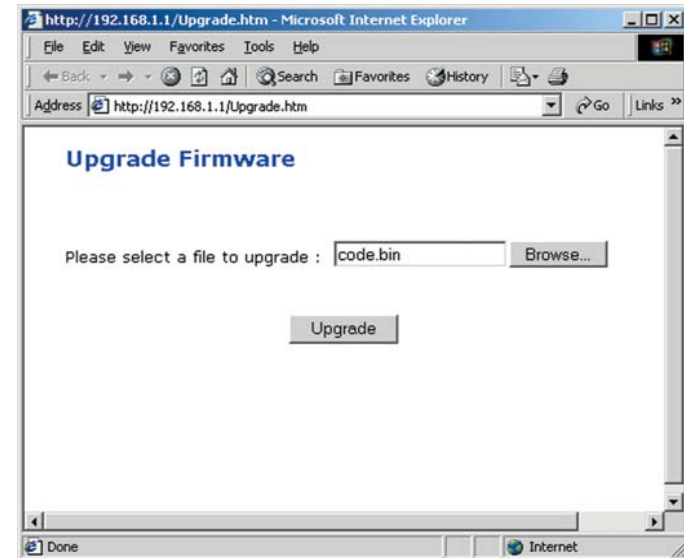 http://192.168.1.1/Upgrade.htm - Microsoft Internet Explorer
File Edit View Favorites Tools Help
Back Search Favorites History
Address http://192.168.1.1/Upgrade.htm Go Links »
Upgrade Firmware
Please select a file to upgrade : code.bin Browse...
Upgrade
Done Internet